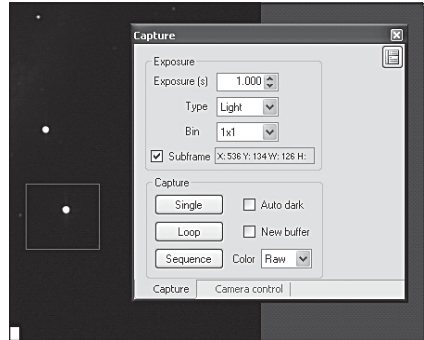 Capture
Exposure
Exposure (s) 1.000
Type Light
Bin 1x1
Subframe X: 536 Y: 134 W: 126 H:
Capture
Single Auto dark
Loop New buffer
Sequence Color Raw
Capture Camera control